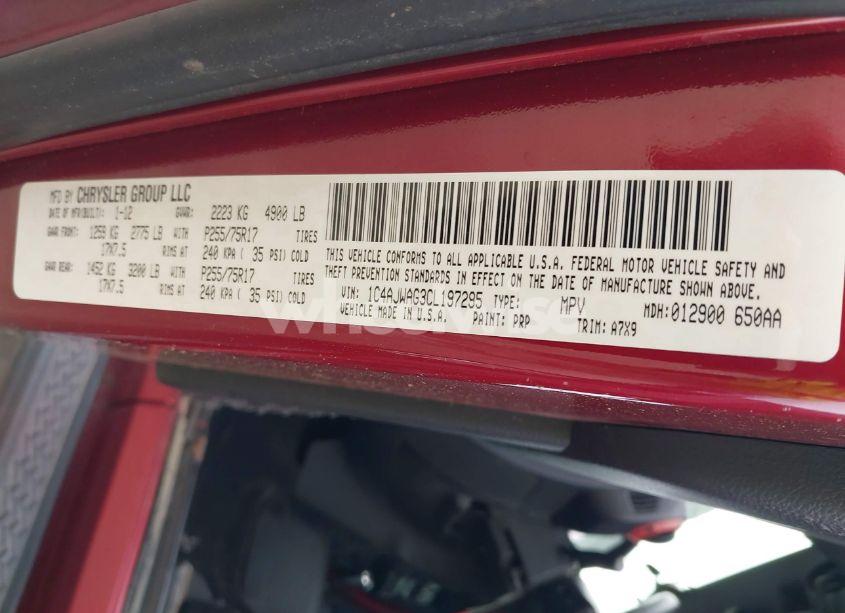 MFD BY CHRYSLER GROUP LLC
DATE OF MFR(BUILT): 1-12 GVWR: 2223 KG 4900 LB
GAWR FRONT: 1259 KG 2775 LB WITH P255/75R17 TIRES
17X7.5 RIMS AT 240 KPA ( 35 PSI) COLD
GAWR REAR: 1452 KG 3200 LB WITH P255/75R17 TIRES
17X7.5 RIMS AT 240 KPA ( 35 PSI) COLD
THIS VEHICLE CONFORMS TO ALL APPLICABLE U.S.A. FEDERAL MOTOR VEHICLE SAFETY AND
THEFT PREVENTION STANDARDS IN EFFECT ON THE DATE OF MANUFACTURE SHOWN ABOVE.
VIN: 1C4AJWAG3CL197295 TYPE: MPV MDH: 012900 650AA
VEHICLE MADE IN U.S.A. PAINT: PRP TRIM: A7X9